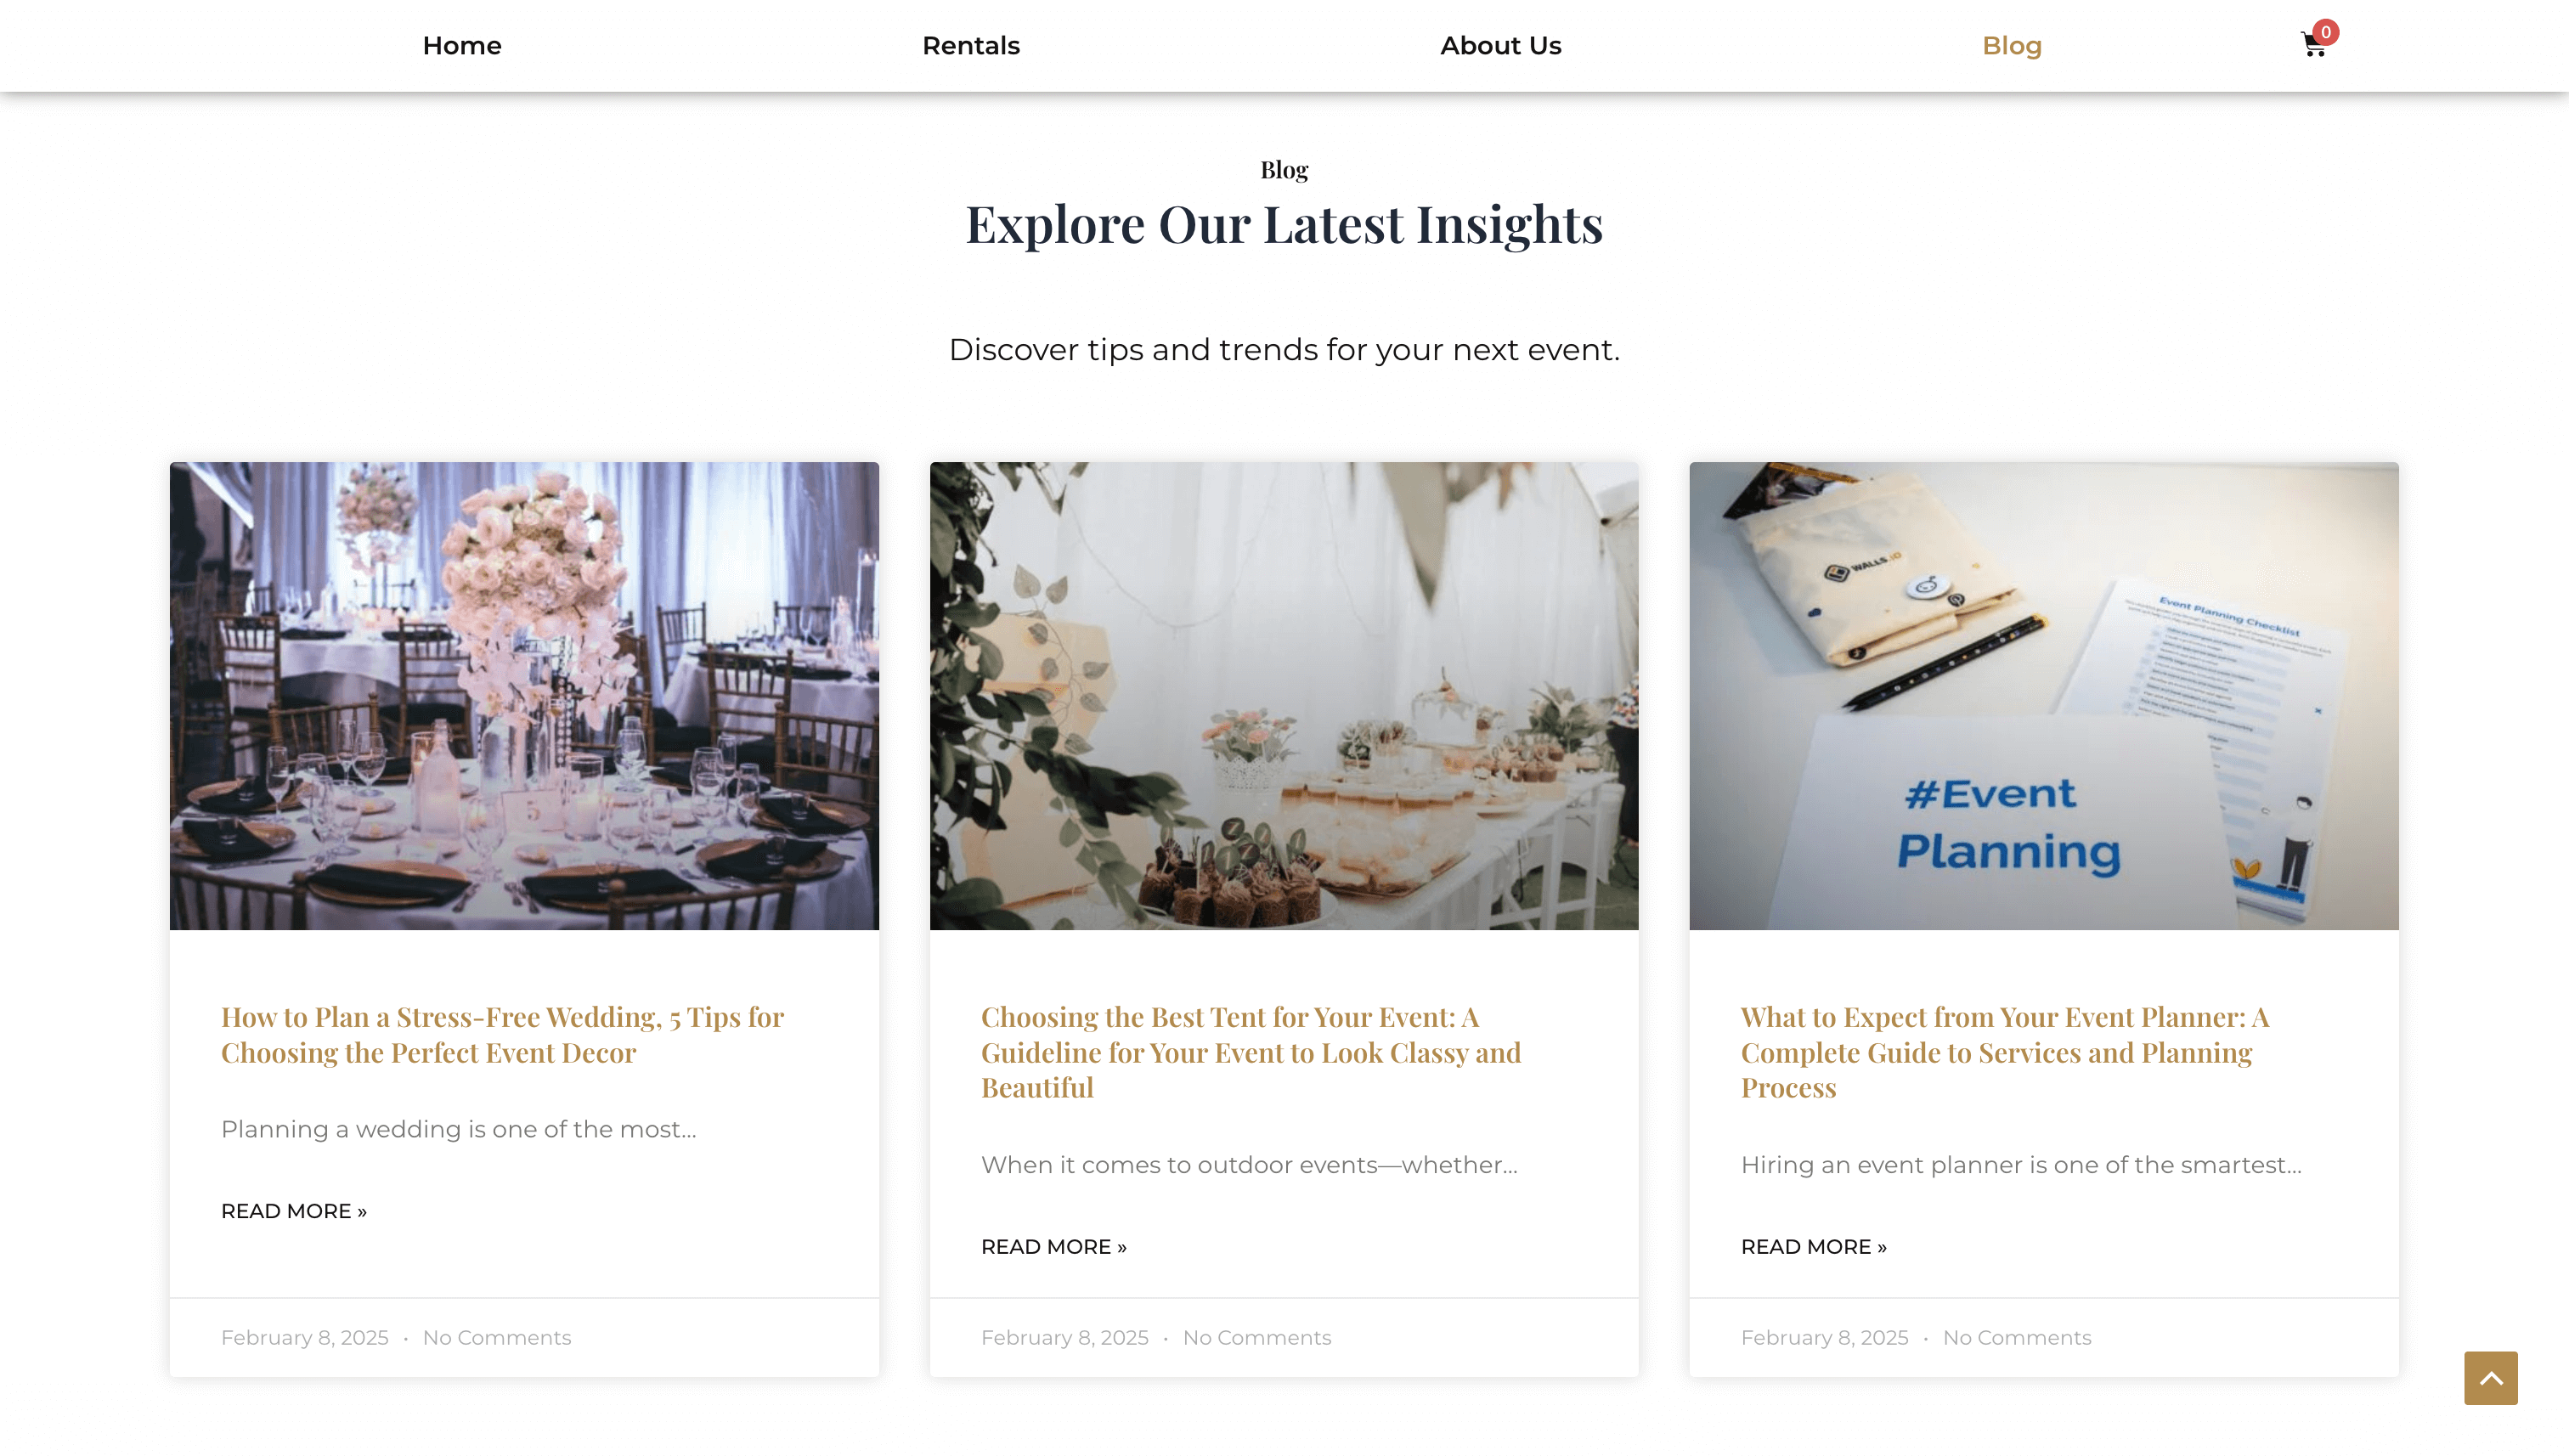 Home
Rentals
About Us
Blog
0
Blog
Explore Our Latest Insights
Discover tips and trends for your next event.
5
WALLS.IO
Event Planning Checklist
#Event
Planning
How to Plan a Stress-Free Wedding, 5 Tips for
Choosing the Perfect Event Decor
Planning a wedding is one of the most...
READ MORE »
February 8, 2025 • No Comments
Choosing the Best Tent for Your Event: A
Guideline for Your Event to Look Classy and
Beautiful
When it comes to outdoor events—whether...
READ MORE »
February 8, 2025 • No Comments
What to Expect from Your Event Planner: A
Complete Guide to Services and Planning
Process
Hiring an event planner is one of the smartest...
READ MORE »
February 8, 2025 • No Comments